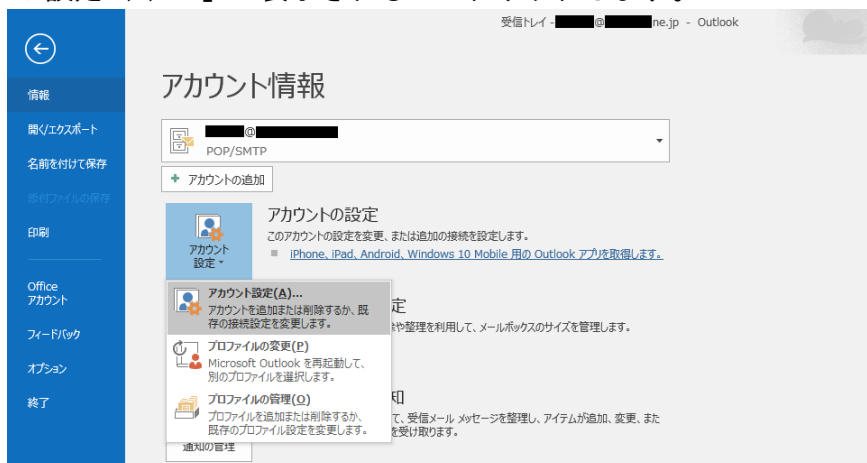 受信トレイ - @ ne.jp - Outlook
情報
開く/エクスポート
名前を付けて保存
添付ファイルの保存
印刷
Office
アカウント
フィードバック
オプション
終了
アカウント情報
@
POP/SMTP
アカウントの追加
アカウント
設定
アカウントの設定
このアカウントの設定を変更、または追加の接続を設定します。
iPhone、iPad、Android、Windows 10 Mobile 用の Outlook アプリを取得します。
アカウント設定(A)...
アカウントを追加または削除するか、既
存の接続設定を変更します。
プロファイルの変更(P)
Microsoft Outlook を再起動して、
別のプロファイルを選択します。
プロファイルの管理(O)
プロファイルを追加または削除するか、
既存のプロファイル設定を変更します。
定
や整理を利用して、メールボックスのサイズを管理します。
知
て、受信メール メッセージを整理し、アイテムが追加、変更、また
を受け取ります。
通知の管理